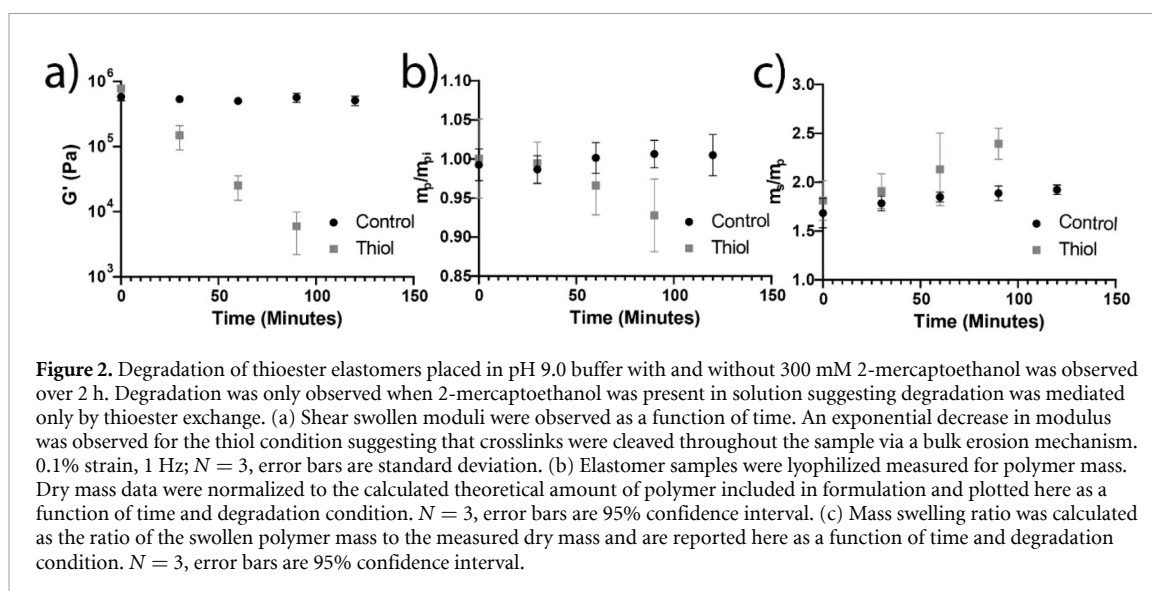 a)
10⁶
10⁵
10⁴
10³
G' (Pa)
Control
Thiol
0
50
100
150
Time (Minutes)
b)
1.10
1.05
1.00
0.95
0.90
0.85
mₚ/mₚᵢ
Control
Thiol
0
50
100
150
Time (Minutes)
c)
3.0
2.5
2.0
1.5
1.0
mₛ/mₚ
Control
Thiol
0
50
100
150
Time (Minutes)
Figure 2. Degradation of thioester elastomers placed in pH 9.0 buffer with and without 300 mM 2-mercaptoethanol was observed
over 2 h. Degradation was only observed when 2-mercaptoethanol was present in solution suggesting degradation was mediated
only by thioester exchange. (a) Shear swollen moduli were observed as a function of time. An exponential decrease in modulus
was observed for the thiol condition suggesting that crosslinks were cleaved throughout the sample via a bulk erosion mechanism.
0.1% strain, 1 Hz; N = 3, error bars are standard deviation. (b) Elastomer samples were lyophilized measured for polymer mass.
Dry mass data were normalized to the calculated theoretical amount of polymer included in formulation and plotted here as a
function of time and degradation condition. N = 3, error bars are 95% confidence interval. (c) Mass swelling ratio was calculated
as the ratio of the swollen polymer mass to the measured dry mass and are reported here as a function of time and degradation
condition. N = 3, error bars are 95% confidence interval.